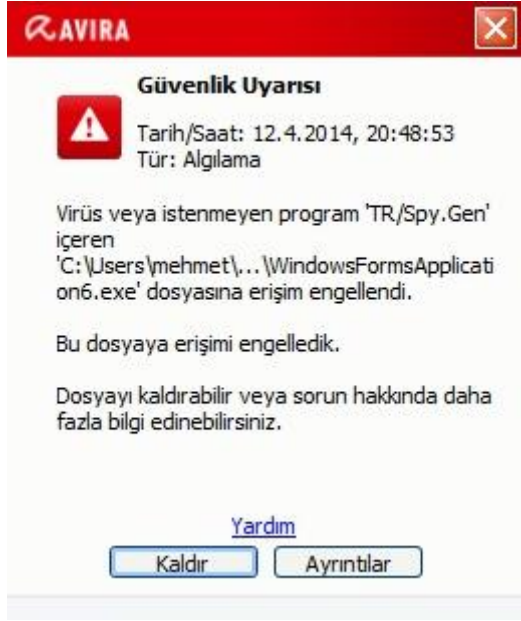 AVIRA
Güvenlik Uyarısı
Tarih/Saat: 12.4.2014, 20:48:53
Tür: Algılama
Virüs veya istenmeyen program 'TR/Spy.Gen'
içeren
'C:\Users\mehmet\...\WindowsFormsApplicati
on6.exe' dosyasına erişim engellendi.
Bu dosyaya erişimi engelledik.
Dosyayı kaldırabilir veya sorun hakkında daha
fazla bilgi edinebilirsiniz.
Yardım
Kaldır Ayrıntılar